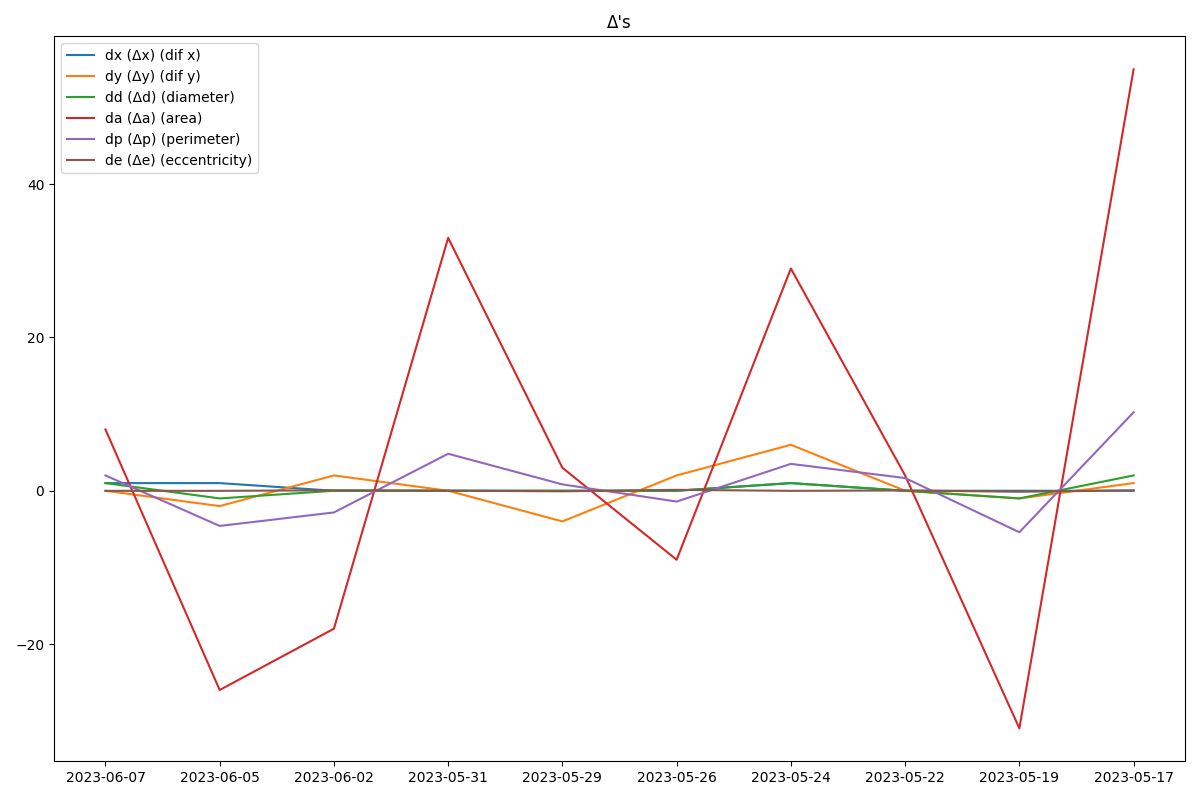 Δ's
dx (Δx) (dif x)
dy (Δy) (dif y)
dd (Δd) (diameter)
da (Δa) (area)
dp (Δp) (perimeter)
de (Δe) (eccentricity)
40
20
0
−20
2023-06-07 2023-06-05 2023-06-02 2023-05-31 2023-05-29 2023-05-26 2023-05-24 2023-05-22 2023-05-19 2023-05-17